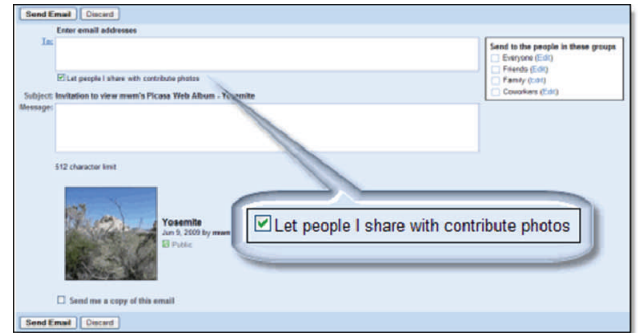 Send Email Discard
Enter email addresses
To:
Send to the people in these groups
Everyone (Edit)
Friends (Edit)
Family (Edit)
Coworkers (Edit)
Let people I share with contribute photos
Subject: Invitation to view mwm's Picasa Web Album - Yosemite
Message:
512 character limit
Let people I share with contribute photos
Yosemite
Jun 9, 2009 by mwm
Public
Send me a copy of this email
Send Email Discard